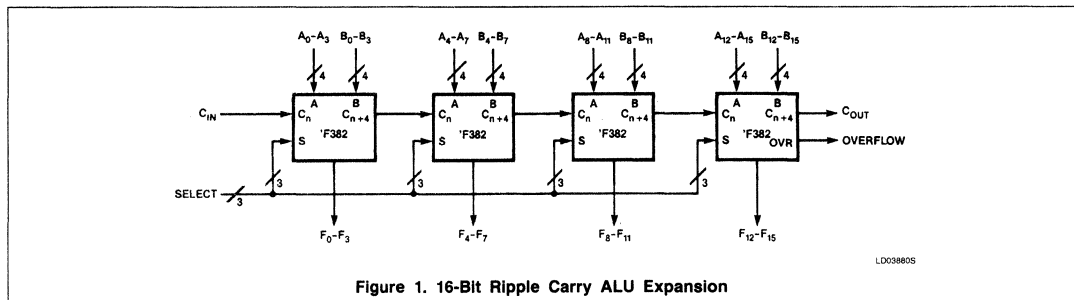 A₀–A₃ B₀–B₃ A₄–A₇ B₄–B₇ A₈–A₁₁ B₈–B₁₁ A₁₂–A₁₅ B₁₂–B₁₅
4 4 4 4 4 4 4 4
A B A B A B A B
C_IN Cₙ Cₙ₊₄ Cₙ Cₙ₊₄ Cₙ Cₙ₊₄ Cₙ Cₙ₊₄ C_OUT
'F382 'F382 'F382 'F382
S S S S OVR OVERFLOW
3 3 3 3
SELECT 3
F₀–F₃ F₄–F₇ F₈–F₁₁ F₁₂–F₁₅
LD03880S
Figure 1. 16-Bit Ripple Carry ALU Expansion